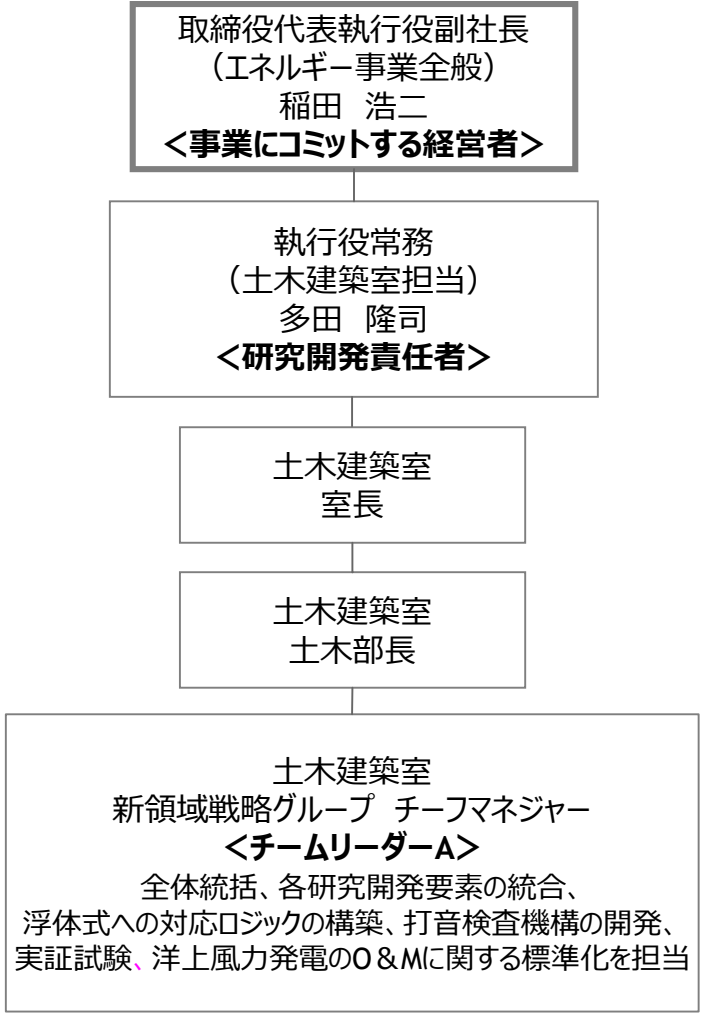 取締役代表執行役副社長
（エネルギー事業全般）
稲田　浩二
＜事業にコミットする経営者＞
執行役常務
（土木建築室担当）
多田　隆司
＜研究開発責任者＞
土木建築室
室長
土木建築室
土木部長
土木建築室
新領域戦略グループ　チーフマネジャー
＜チームリーダーA＞
全体統括、各研究開発要素の統合、
浮体式への対応ロジックの構築、打音検査機構の開発、
実証試験、洋上風力発電のO＆Mに関する標準化を担当